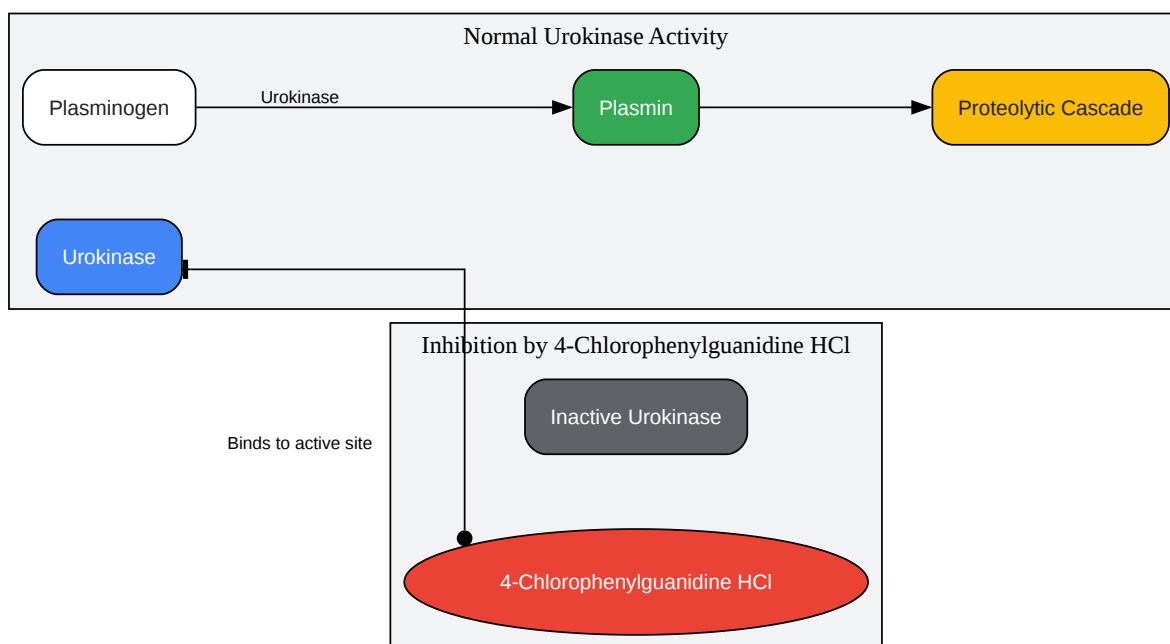 Normal Urokinase Activity
Plasminogen
Urokinase
Plasmin
Proteolytic Cascade
Urokinase
Inhibition by 4-Chlorophenylguanidine HCl
Inactive Urokinase
Binds to active site
4-Chlorophenylguanidine HCl